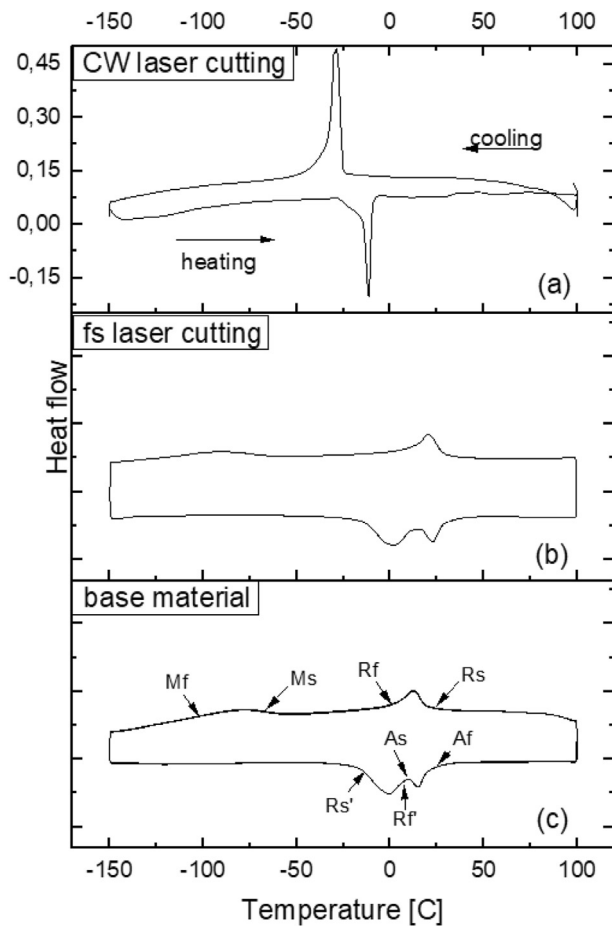 -150 -100 -50 0 50 100
0,45
CW laser cutting
0,30
cooling
0,15
0,00
heating
-0,15
(a)
fs laser cutting
Heat flow
(b)
base material
Mf Ms Rf Rs
As Af
Rs' Rf'
(c)
-150 -100 -50 0 50 100
Temperature [C]